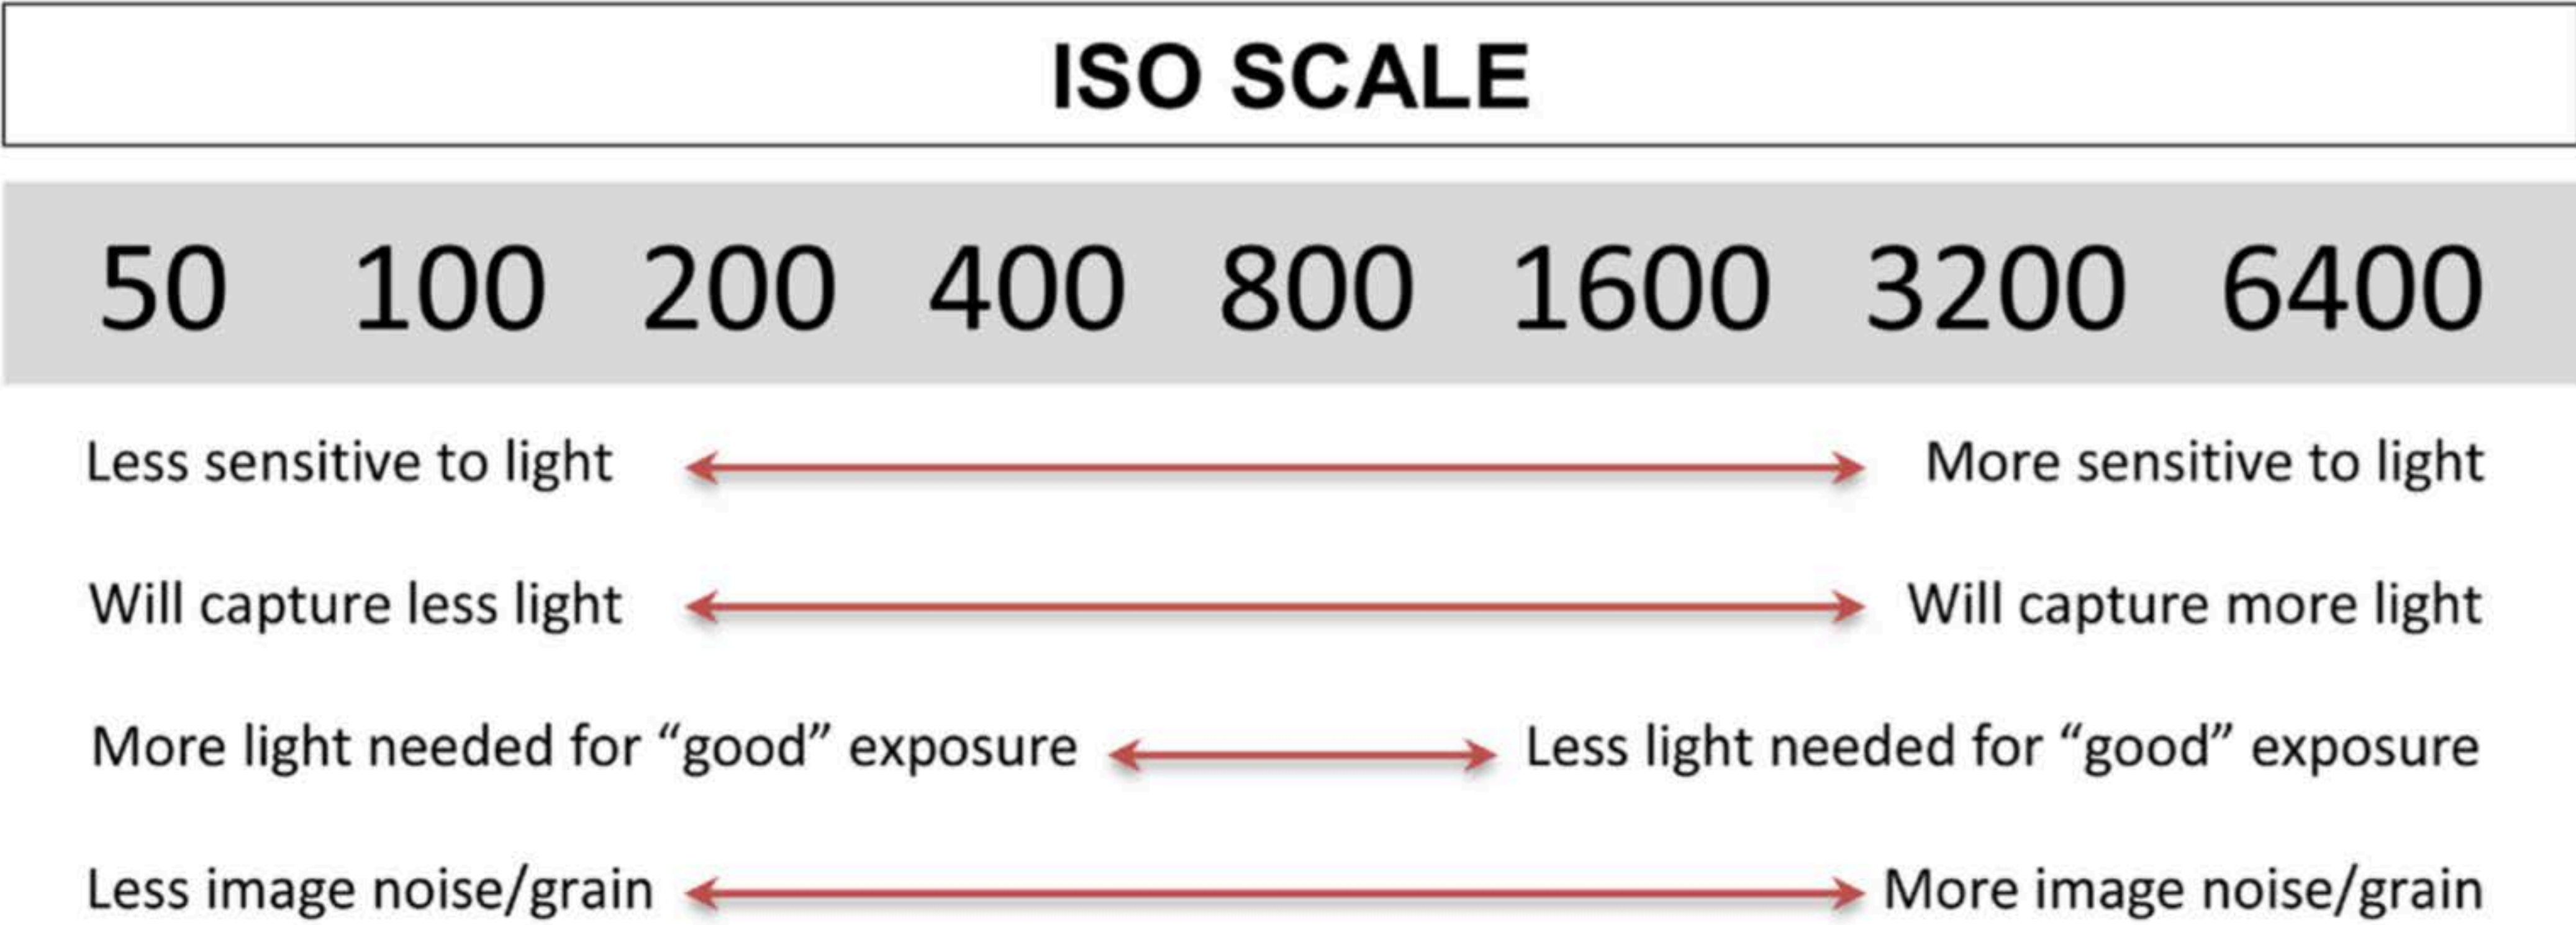 ISO SCALE
50 100 200 400 800 1600 3200 6400
Less sensitive to light More sensitive to light
Will capture less light Will capture more light
More light needed for “good” exposure Less light needed for “good” exposure
Less image noise/grain More image noise/grain